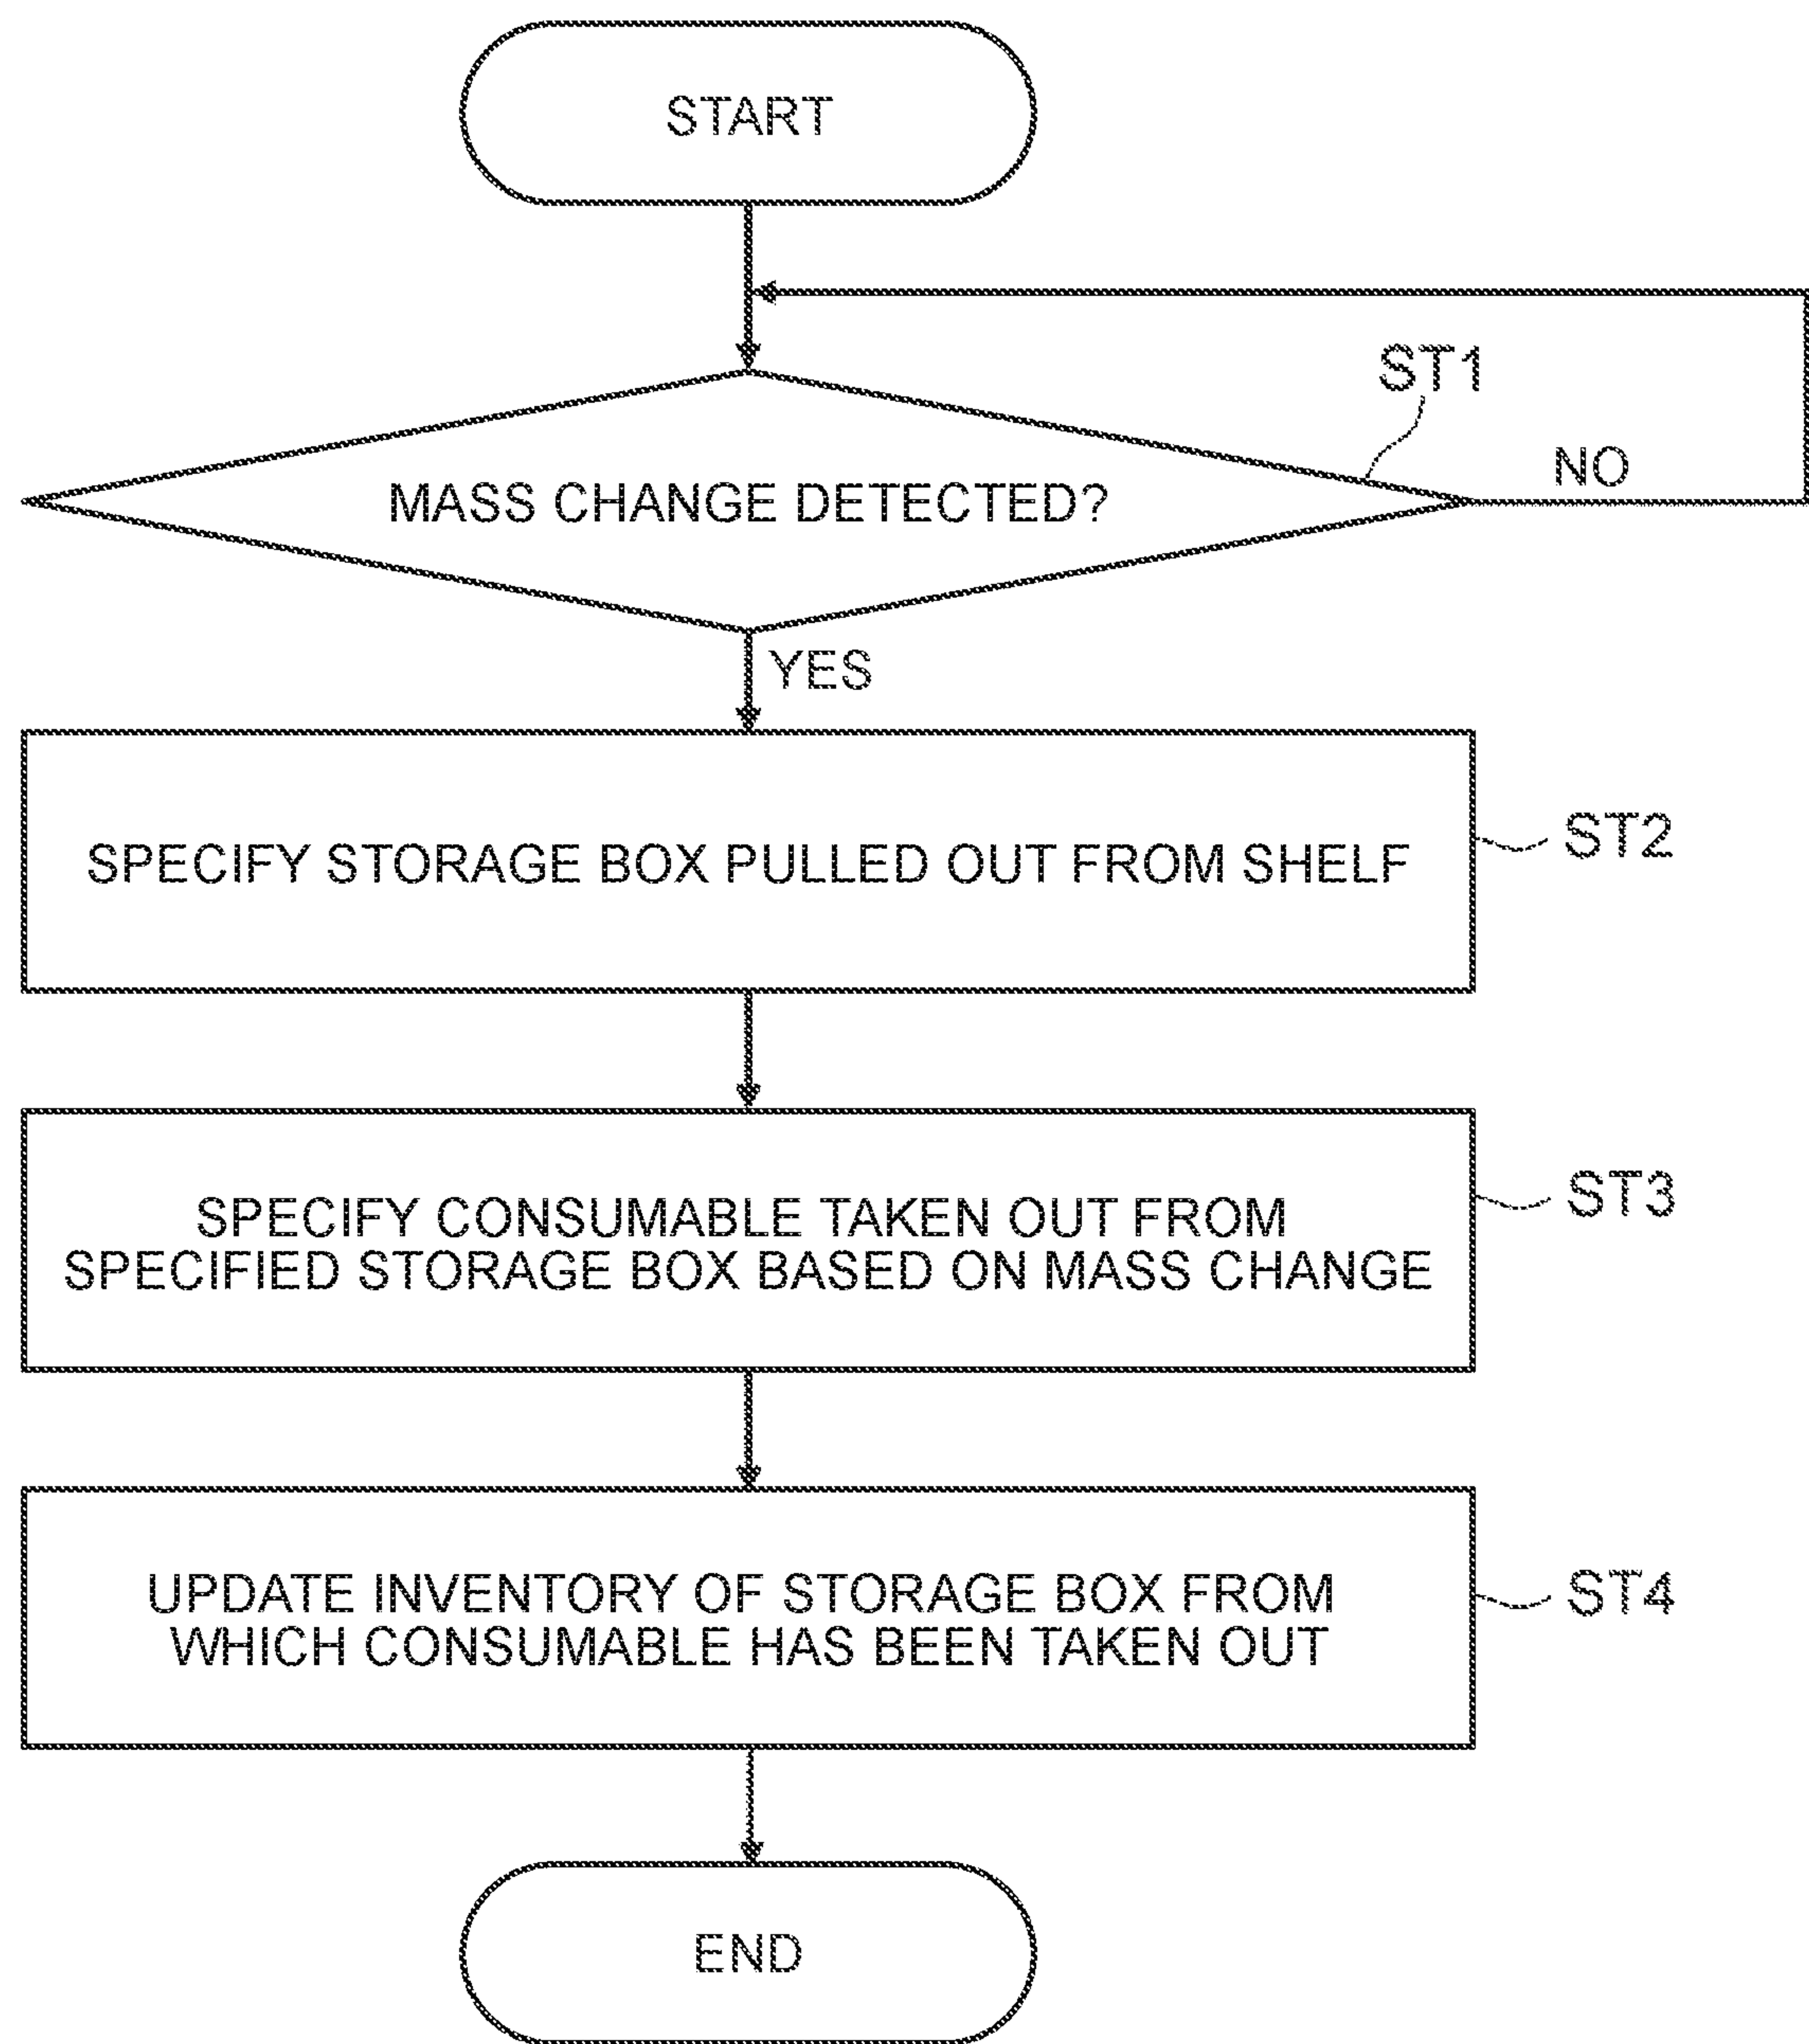 START
ST1
NO
MASS CHANGE DETECTED?
YES
SPECIFY STORAGE BOX PULLED OUT FROM SHELF
ST2
SPECIFY CONSUMABLE TAKEN OUT FROM
SPECIFIED STORAGE BOX BASED ON MASS CHANGE
ST3
UPDATE INVENTORY OF STORAGE BOX FROM
WHICH CONSUMABLE HAS BEEN TAKEN OUT
ST4
END